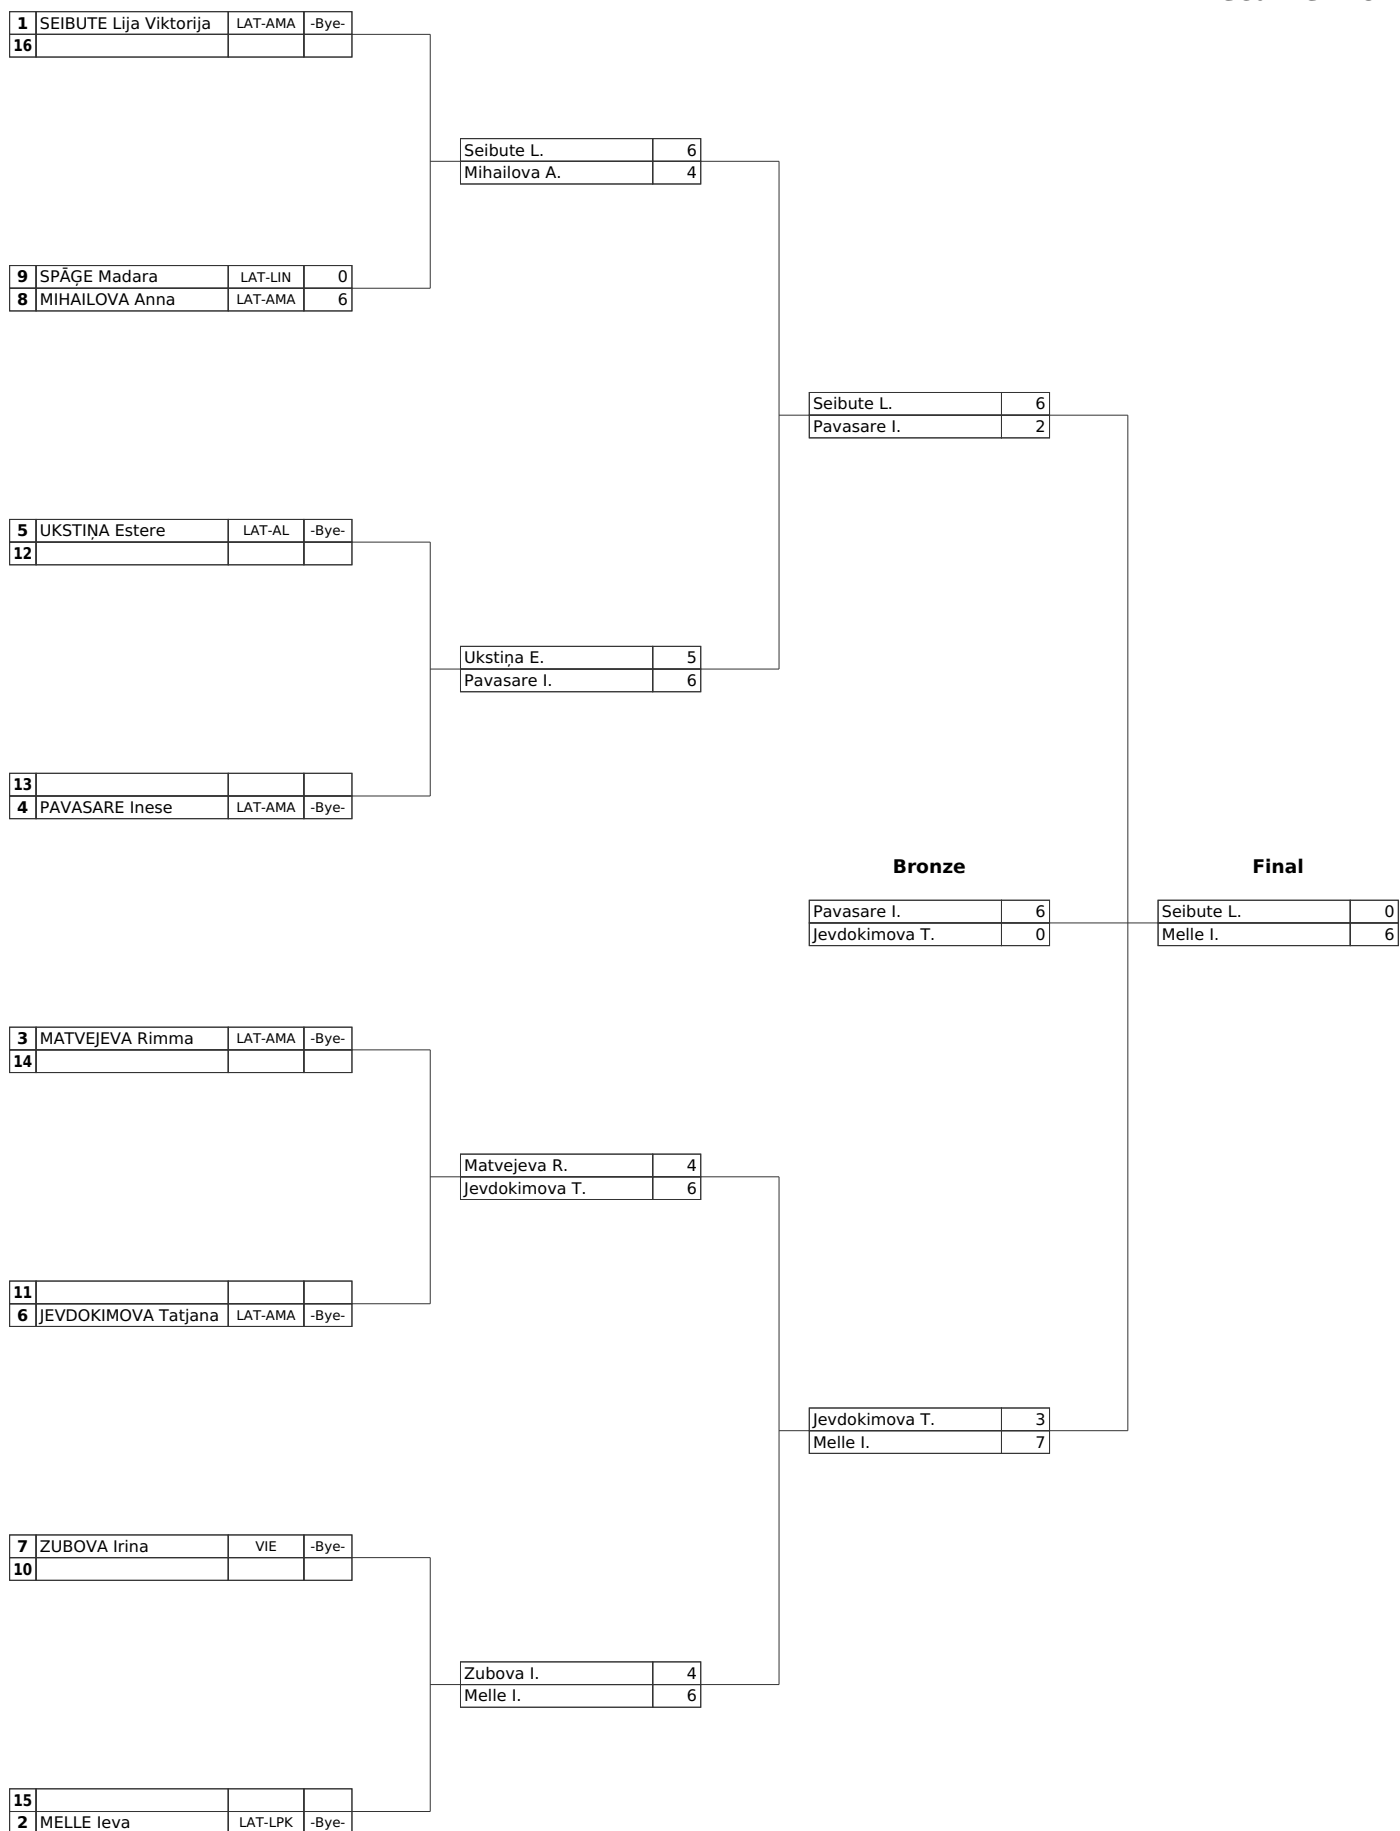 1 SEIBUTE Lija Viktorija LAT-AMA -Bye-
16
Seibute L. 6
Mihailova A. 4
9 SPĀĢE Madara LAT-LIN 0
8 MIHAILOVA Anna LAT-AMA 6
Seibute L. 6
Pavasare I. 2
5 UKSTIŅA Estere LAT-AL -Bye-
12
Ukstiņa E. 5
Pavasare I. 6
13
4 PAVASARE Inese LAT-AMA -Bye-
Bronze Final
Pavasare I. 6 Seibute L. 0
Jevdokimova T. 0 Melle I. 6
3 MATVEJEVA Rimma LAT-AMA -Bye-
14
Matvejeva R. 4
Jevdokimova T. 6
11
6 JEVDOKIMOVA Tatjana LAT-AMA -Bye-
Jevdokimova T. 3
Melle I. 7
7 ZUBOVA Irina VIE -Bye-
10
Zubova I. 4
Melle I. 6
15
2 MELLE Ieva LAT-LPK -Bye-